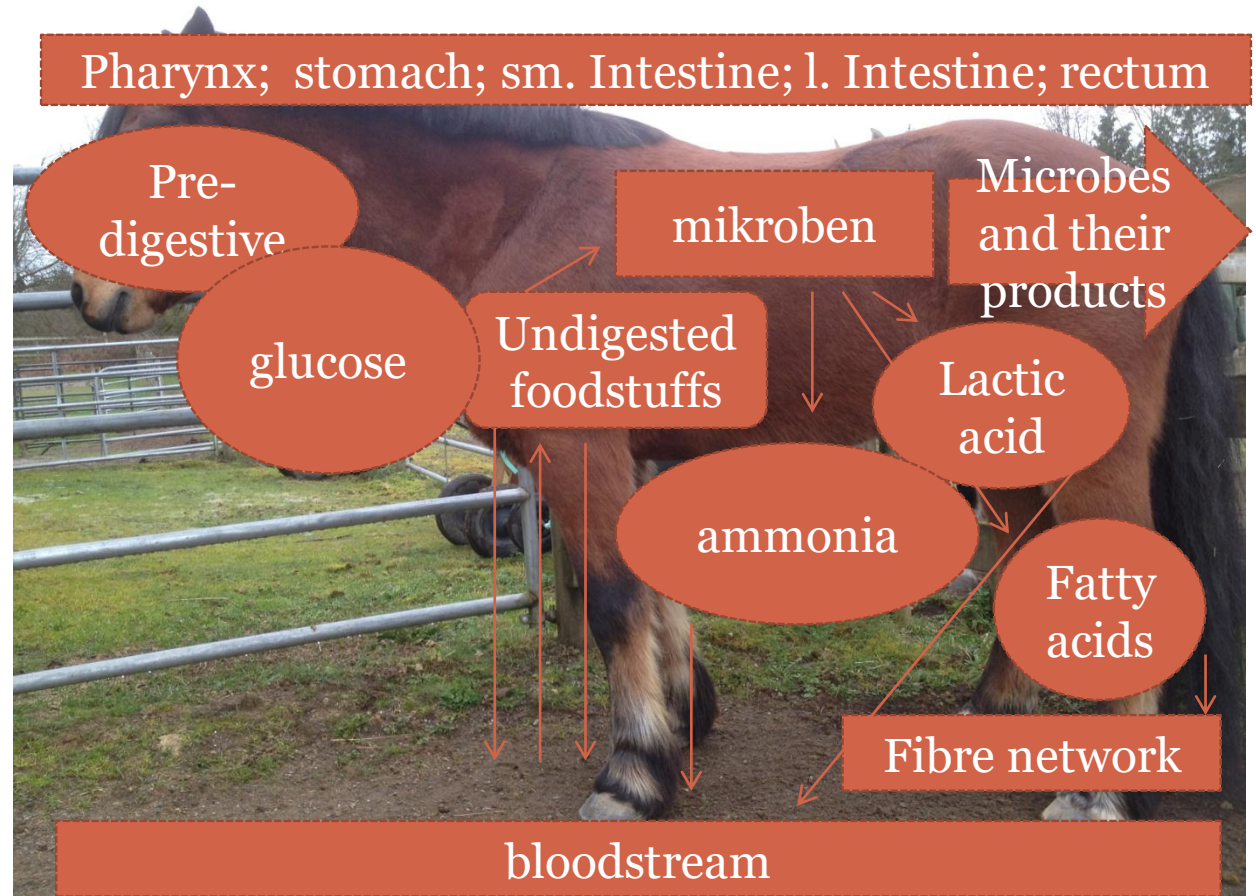 Pharynx;  stomach; sm. Intestine; l. Intestine; rectum
Pre-
digestive
glucose
Undigested
foodstuffs
mikroben
Microbes
and their
products
Lactic
acid
ammonia
Fatty
acids
Fibre network
bloodstream